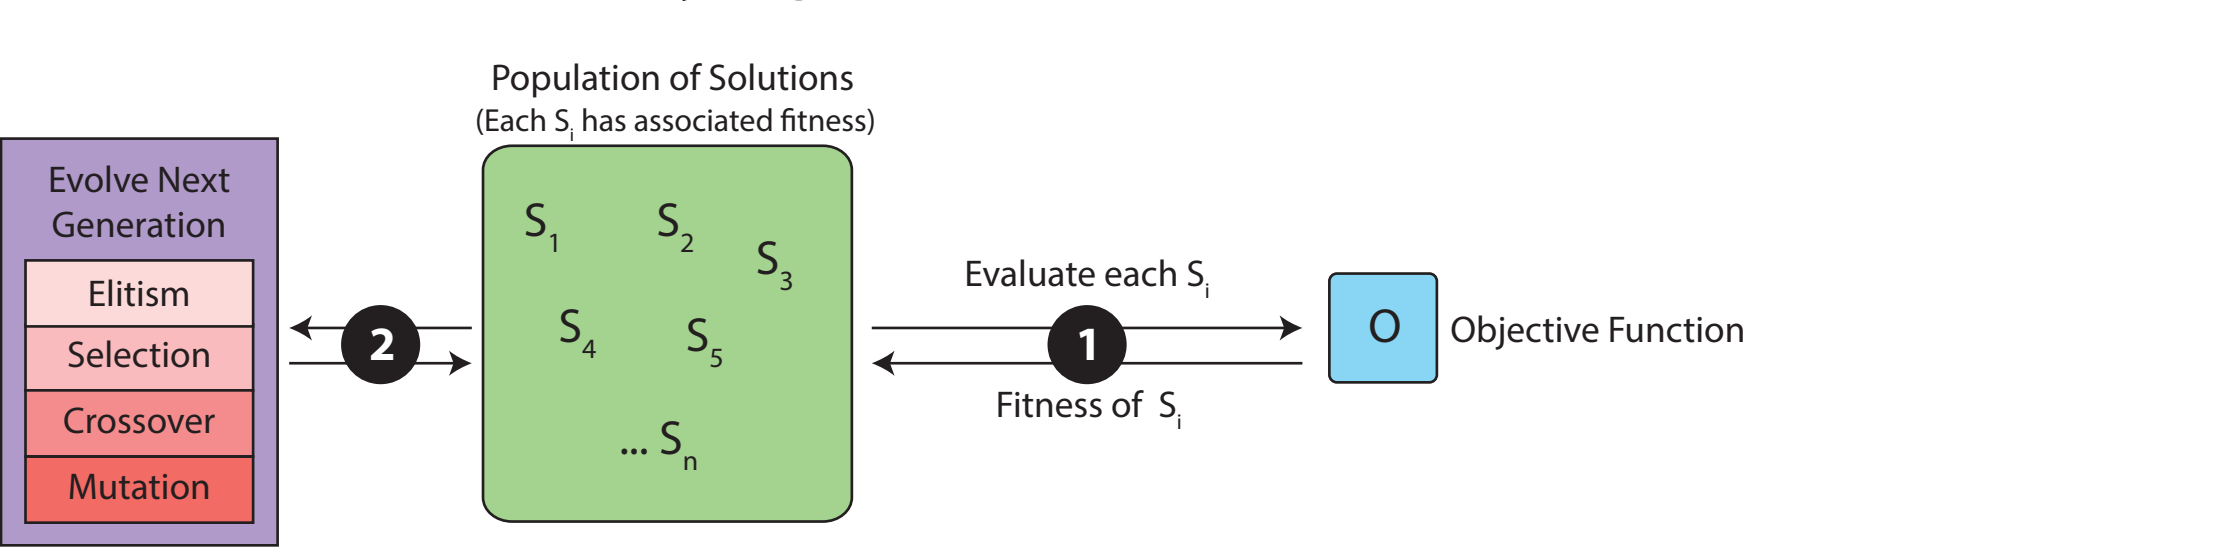 Population of Solutions
(Each Si has associated fitness)
Evolve Next
Generation
Elitism
Selection
Crossover
Mutation
2
S1
S2
S3
S4
S5
... Sn
Evaluate each Si
1
Fitness of Si
O
Objective Function